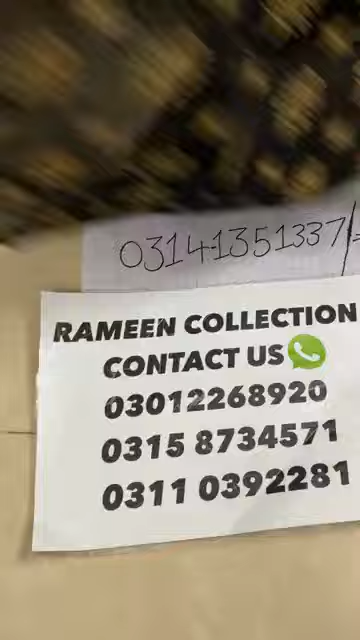 03141351337/=
RAMEEN COLLECTION
CONTACT US
03012268920
0315 8734571
0311 0392281